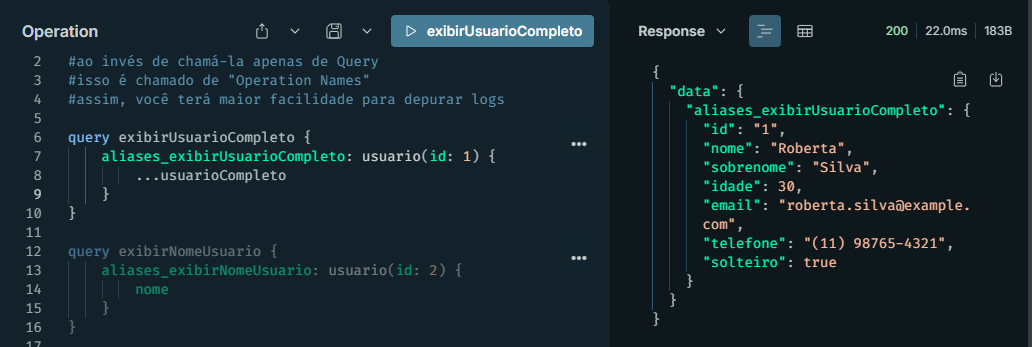 Operation
exibirUsuarioCompleto
2 #ao invés de chamá-la apenas de Query
3 #isso é chamado de "Operation Names"
4 #assim, você terá maior facilidade para depurar logs
5
6 query exibirUsuarioCompleto {
7 aliases_exibirUsuarioCompleto: usuario(id: 1) {
8 ...usuarioCompleto
9 }
10 }
11
12 query exibirNomeUsuario {
13 aliases_exibirNomeUsuario: usuario(id: 2) {
14 nome
15 }
16 }
17
Response
200
22.0ms
183B
{
"data": {
"aliases_exibirUsuarioCompleto": {
"id": "1",
"nome": "Roberta",
"sobrenome": "Silva",
"idade": 30,
"email": "roberta.silva@example.
com",
"telefone": "(11) 98765-4321",
"solteiro": true
}
}
}